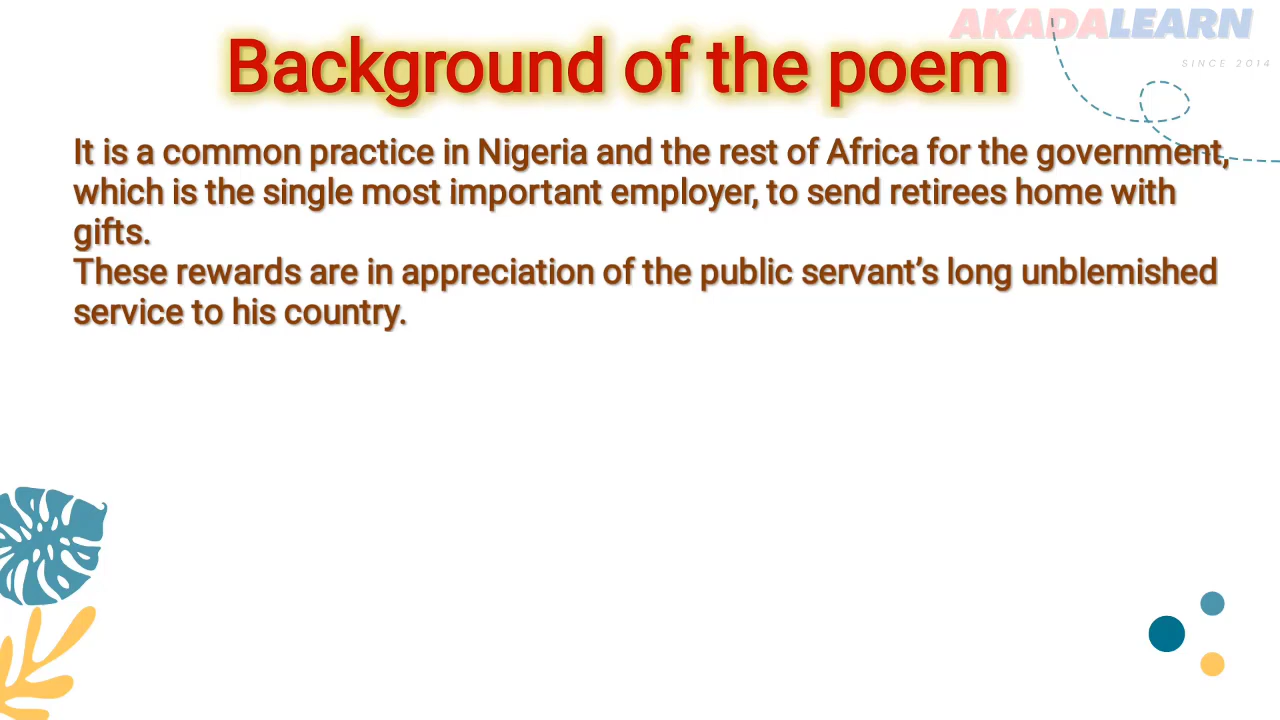 AKADALEARN
SINCE 2014
Background of the poem
It is a common practice in Nigeria and the rest of Africa for the government,
which is the single most important employer, to send retirees home with
gifts.
These rewards are in appreciation of the public servant’s long unblemished
service to his country.